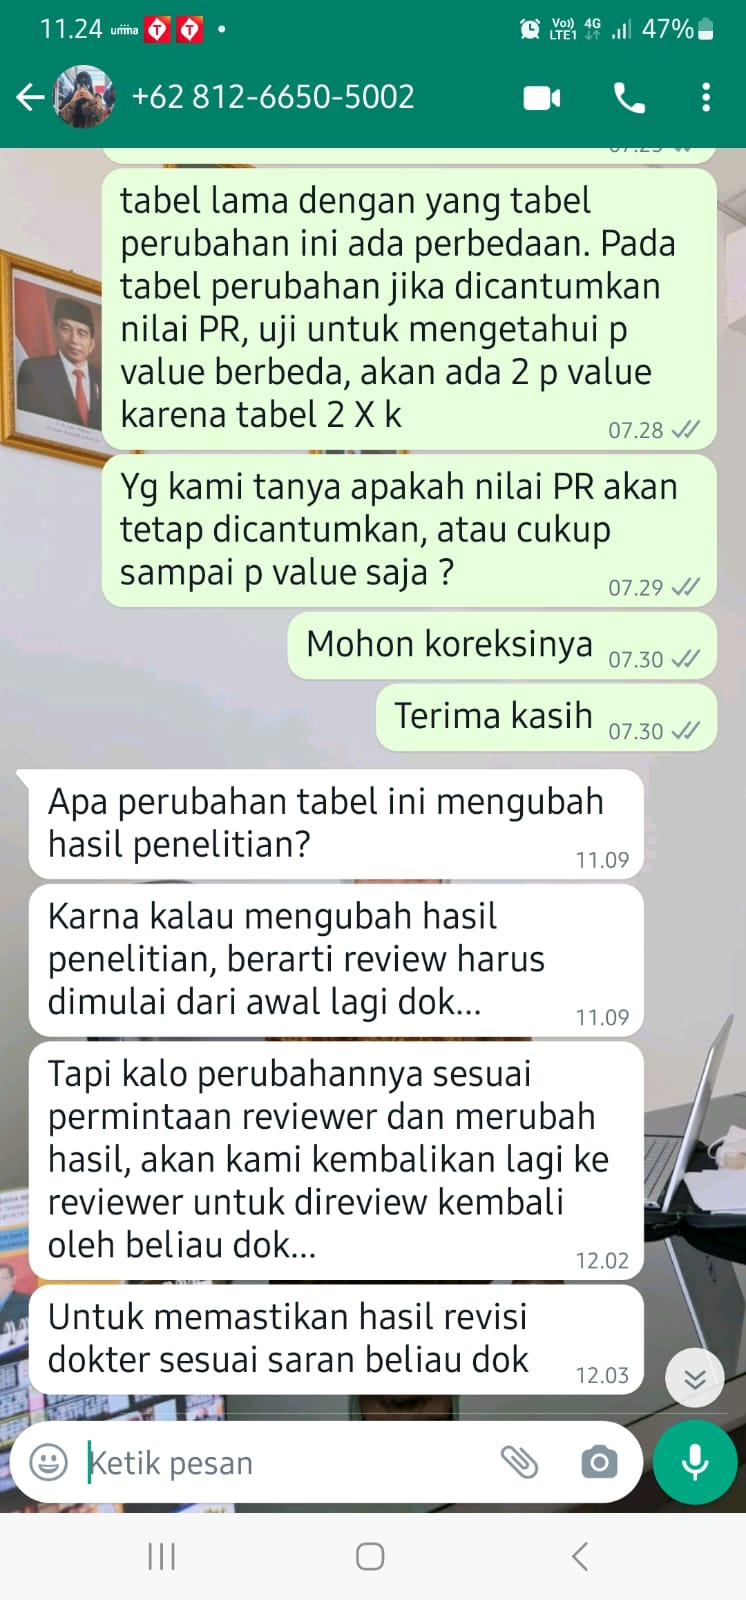 11.24 umma
Vo)) 4G 47%
LTE1
+62 812-6650-5002
tabel lama dengan yang tabel
perubahan ini ada perbedaan. Pada
tabel perubahan jika dicantumkan
nilai PR, uji untuk mengetahui p
value berbeda, akan ada 2 p value
karena tabel 2 X k
07.28
Yg kami tanya apakah nilai PR akan
tetap dicantumkan, atau cukup
sampai p value saja ?
07.29
Mohon koreksinya 07.30
Terima kasih 07.30
Apa perubahan tabel ini mengubah
hasil penelitian?
11.09
Karna kalau mengubah hasil
penelitian, berarti review harus
dimulai dari awal lagi dok...
11.09
Tapi kalo perubahannya sesuai
permintaan reviewer dan merubah
hasil, akan kami kembalikan lagi ke
reviewer untuk direview kembali
oleh beliau dok...
12.02
Untuk memastikan hasil revisi
dokter sesuai saran beliau dok
12.03
Ketik pesan